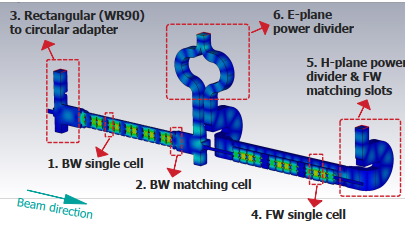 3. Rectangular (WR90)
to circular adapter
6. E-plane
power divider
5. H-plane power
divider & FW
matching slots
1. BW single cell
2. BW matching cell
4. FW single cell
Beam direction